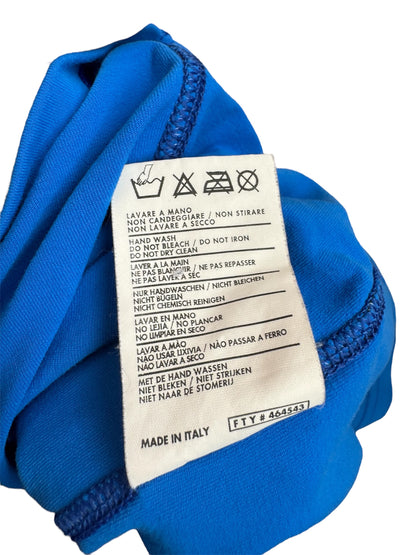 LAVARE A MANO
NON CANDEGGIARE / NON STIRARE
NON LAVARE A SECCO
HAND WASH
DO NOT BLEACH / DO NOT IRON
DO NOT DRY CLEAN
LAVER A LA MAIN
NE PAS BLANCHIR / NE PAS REPASSER
NE PAS LAVER A SEC
NUR HANDWASCHEN / NICHT BLEICHEN
NICHT BÜGELN
NICHT CHEMISCH REINIGEN
LAVAR EN MANO
NO LEJIA / NO PLANCAR
NO LIMPIAR EN SECO
LAVAR A MÃO
NÃO USAR LIXIVIA / NÃO PASSAR A FERRO
NÃO LAVAR A SECO
MET DE HAND WASSEN
NIET BLEKEN / NIET STRIJKEN
NIET NAAR DE STOMERIJ
MADE IN ITALY
FTY # 464543